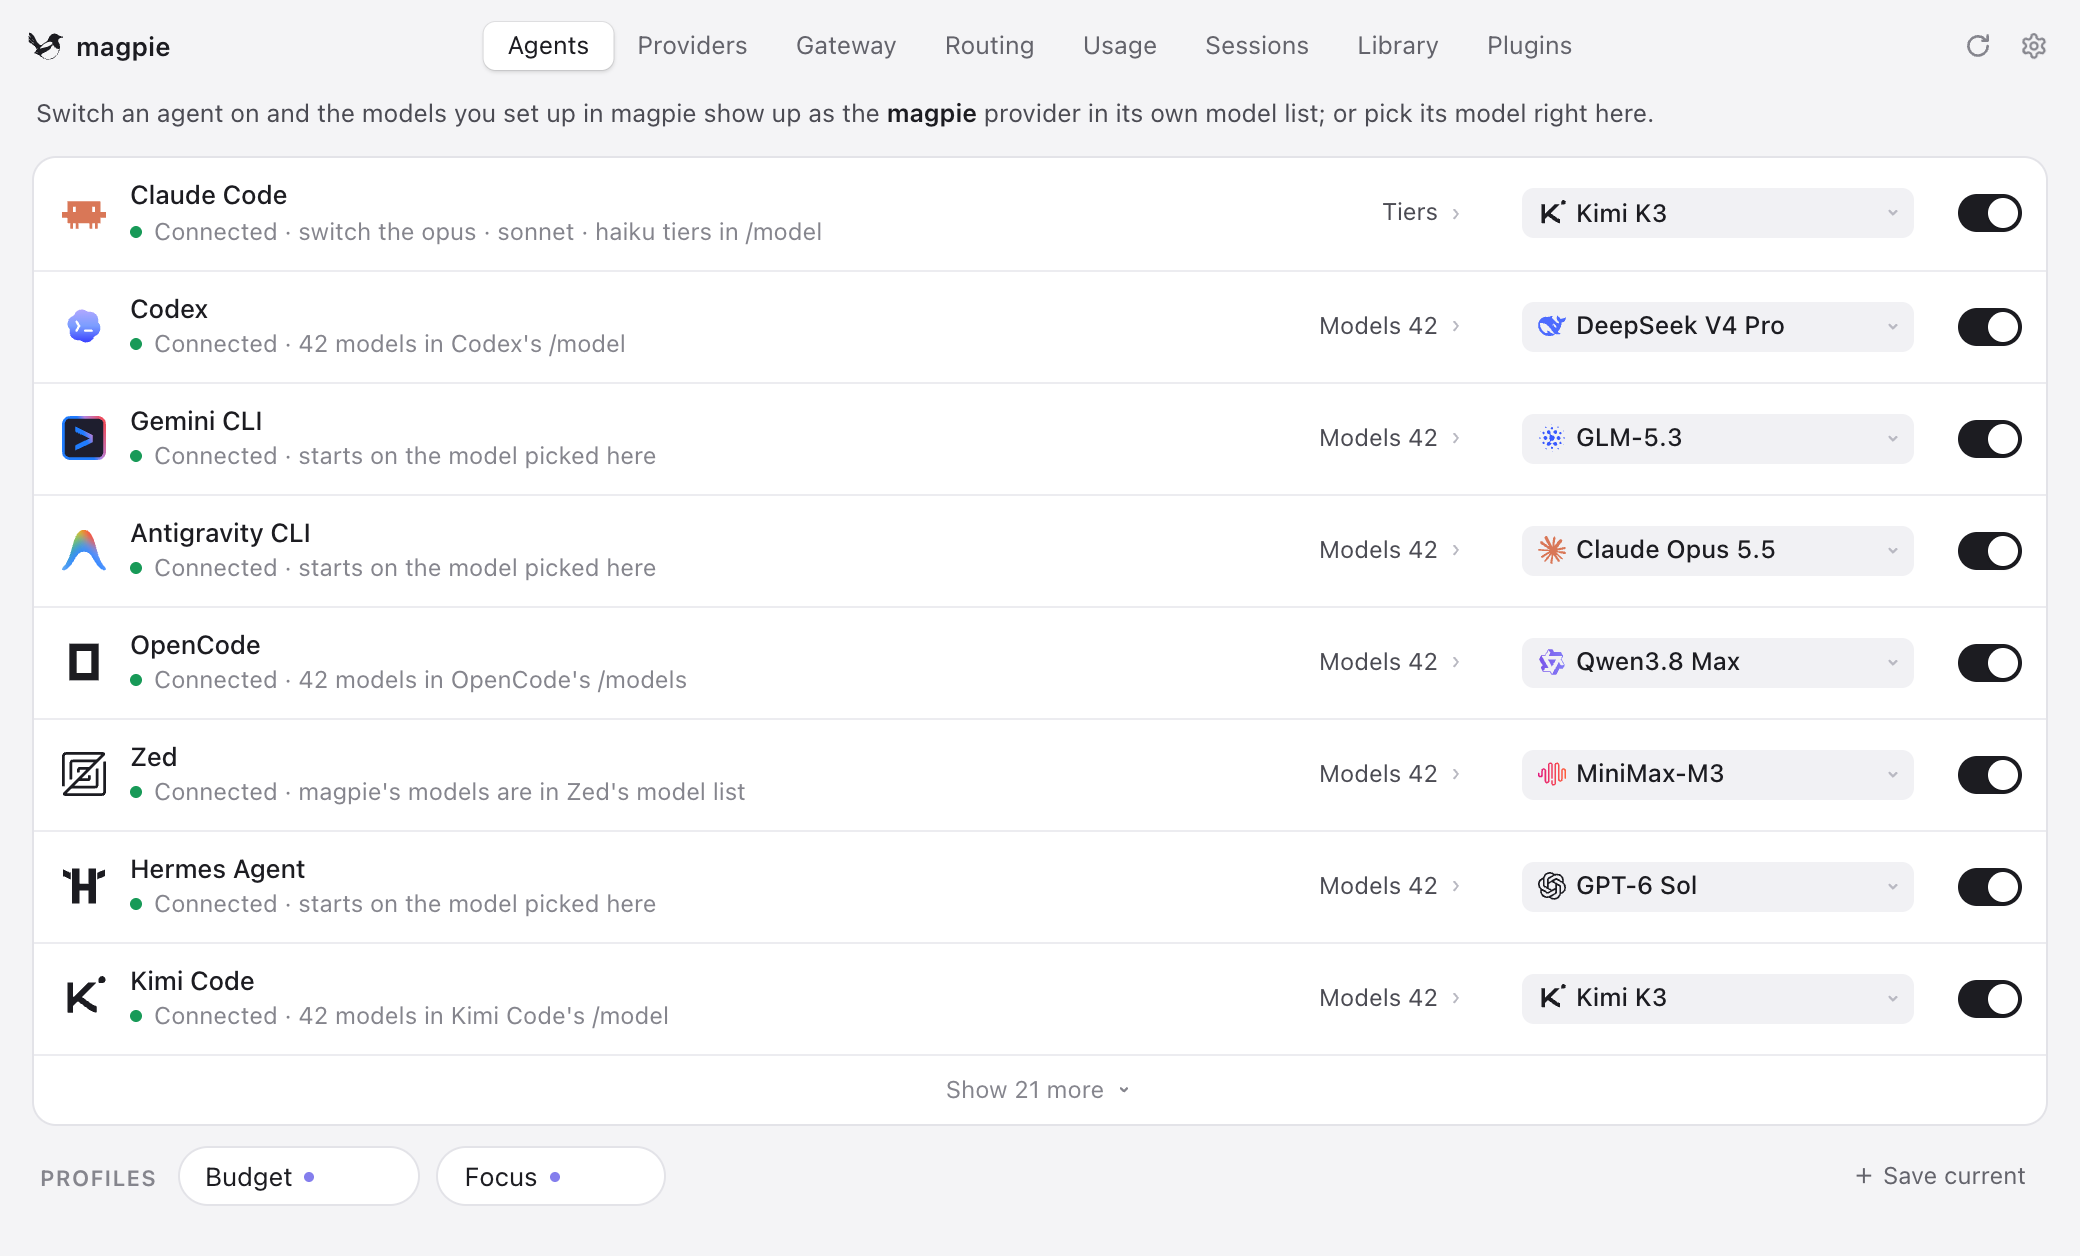 magpie
Agents Providers Gateway Routing Usage Sessions Library Plugins
Switch an agent on and the models you set up in magpie show up as the magpie provider in its own model list; or pick its model right here.
Claude Code
Connected · switch the opus · sonnet · haiku tiers in /model
Tiers
Kimi K3
Codex
Connected · 42 models in Codex's /model
Models 42
DeepSeek V4 Pro
Gemini CLI
Connected · starts on the model picked here
Models 42
GLM-5.3
Antigravity CLI
Connected · starts on the model picked here
Models 42
Claude Opus 5.5
OpenCode
Connected · 42 models in OpenCode's /models
Models 42
Qwen3.8 Max
Zed
Connected · magpie's models are in Zed's model list
Models 42
MiniMax-M3
Hermes Agent
Connected · starts on the model picked here
Models 42
GPT-6 Sol
Kimi Code
Connected · 42 models in Kimi Code's /model
Models 42
Kimi K3
Show 21 more
PROFILES
Budget
Focus
+ Save current